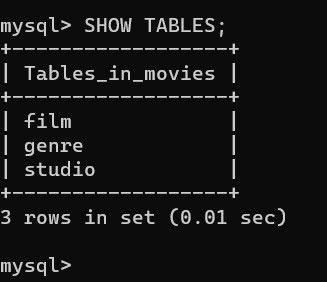 mysql> SHOW TABLES;
+------------------+
| Tables_in_movies |
+------------------+
| film             |
| genre            |
| studio           |
+------------------+
3 rows in set (0.01 sec)
mysql>